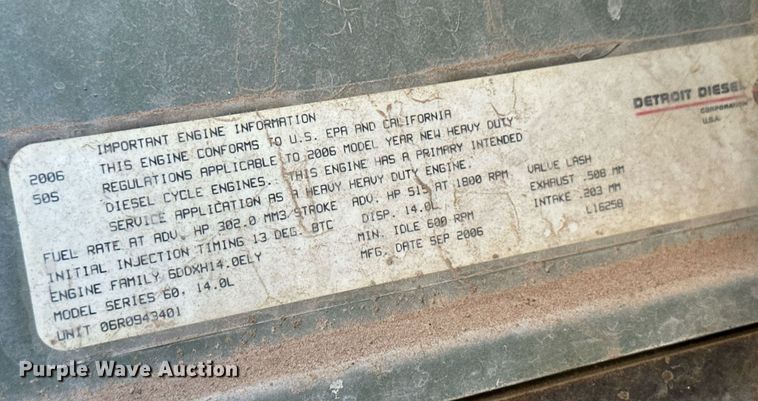 DETROIT DIESEL
CORPORATION
U.S.A.
2006
50S
IMPORTANT ENGINE INFORMATION
THIS ENGINE CONFORMS TO U.S. EPA AND CALIFORNIA
REGULATIONS APPLICABLE TO 2006 MODEL YEAR NEW HEAVY DUTY
DIESEL CYCLE ENGINES. THIS ENGINE HAS A PRIMARY INTENDED
SERVICE APPLICATION AS A HEAVY HEAVY DUTY ENGINE.
FUEL RATE AT ADV. HP 302.0 MM3/STROKE ADV. HP 515 AT 1800 RPM VALVE LASH
INITIAL INJECTION TIMING 13 DEG. BTC DISP. 14.0L EXHAUST .508 MM
ENGINE FAMILY 6DDXH14.0ELY MIN. IDLE 600 RPM INTAKE .203 MM
MODEL SERIES 60, 14.0L MFG. DATE SEP 2006 L1625B
UNIT 06R0943401
Purple Wave Auction